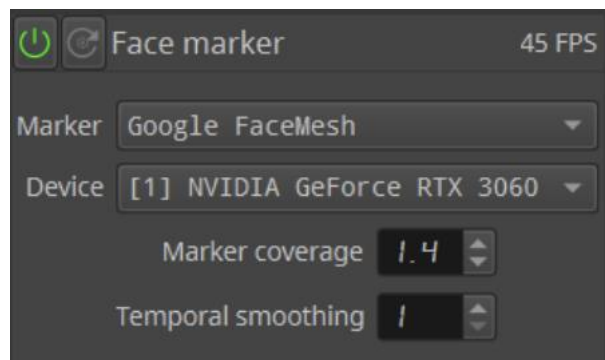 Face marker 45 FPS
Marker Google FaceMesh
Device [1] NVIDIA GeForce RTX 3060
Marker coverage 1.4
Temporal smoothing 1